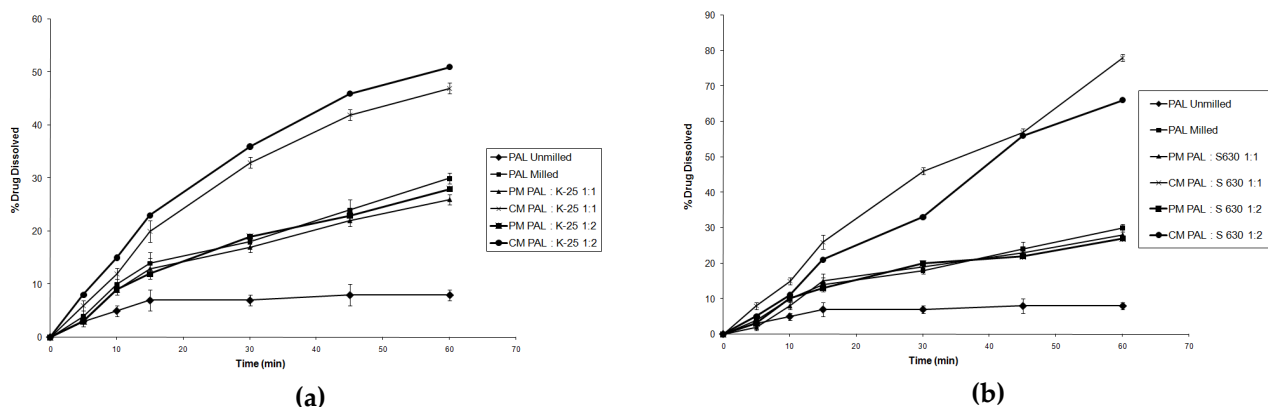 60
50
40
30
20
10
0
% Drug Dissolved
0 10 20 30 40 50 60 70
Time (min)
PAL Unmilled
PAL Milled
PM PAL : K-25 1:1
CM PAL : K-25 1:1
PM PAL : K-25 1:2
CM PAL : K-25 1:2
(a)
90
80
70
60
50
40
30
20
10
0
% Drug Dissolved
0 10 20 30 40 50 60 70
Time (min)
PAL Unmilled
PAL Milled
PM PAL : S630 1:1
CM PAL : S 630 1:1
PM PAL : S 630 1:2
CM PAL : S 630 1:2
(b)